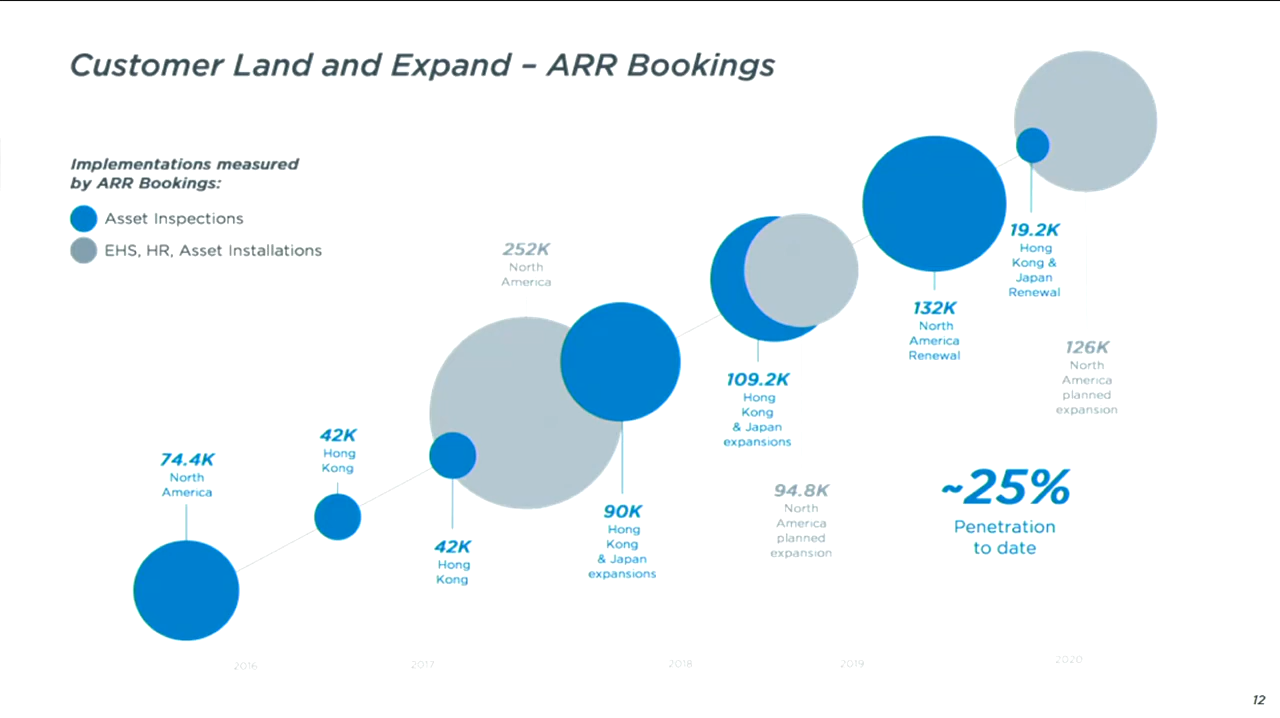 Customer Land and Expand – ARR Bookings
Implementations measured
by ARR Bookings:
Asset Inspections
EHS, HR, Asset Installations
74.4K
North
America
42K
Hong
Kong
42K
Hong
Kong
252K
North
America
90K
Hong
Kong
& Japan
expansions
109.2K
Hong
Kong
& Japan
expansions
94.8K
North
America
planned
expansion
132K
North
America
Renewal
19.2K
Hong
Kong &
Japan
Renewal
126K
North
America
planned
expansion
~25%
Penetration
to date
2016
2017
2018
2019
2020
12